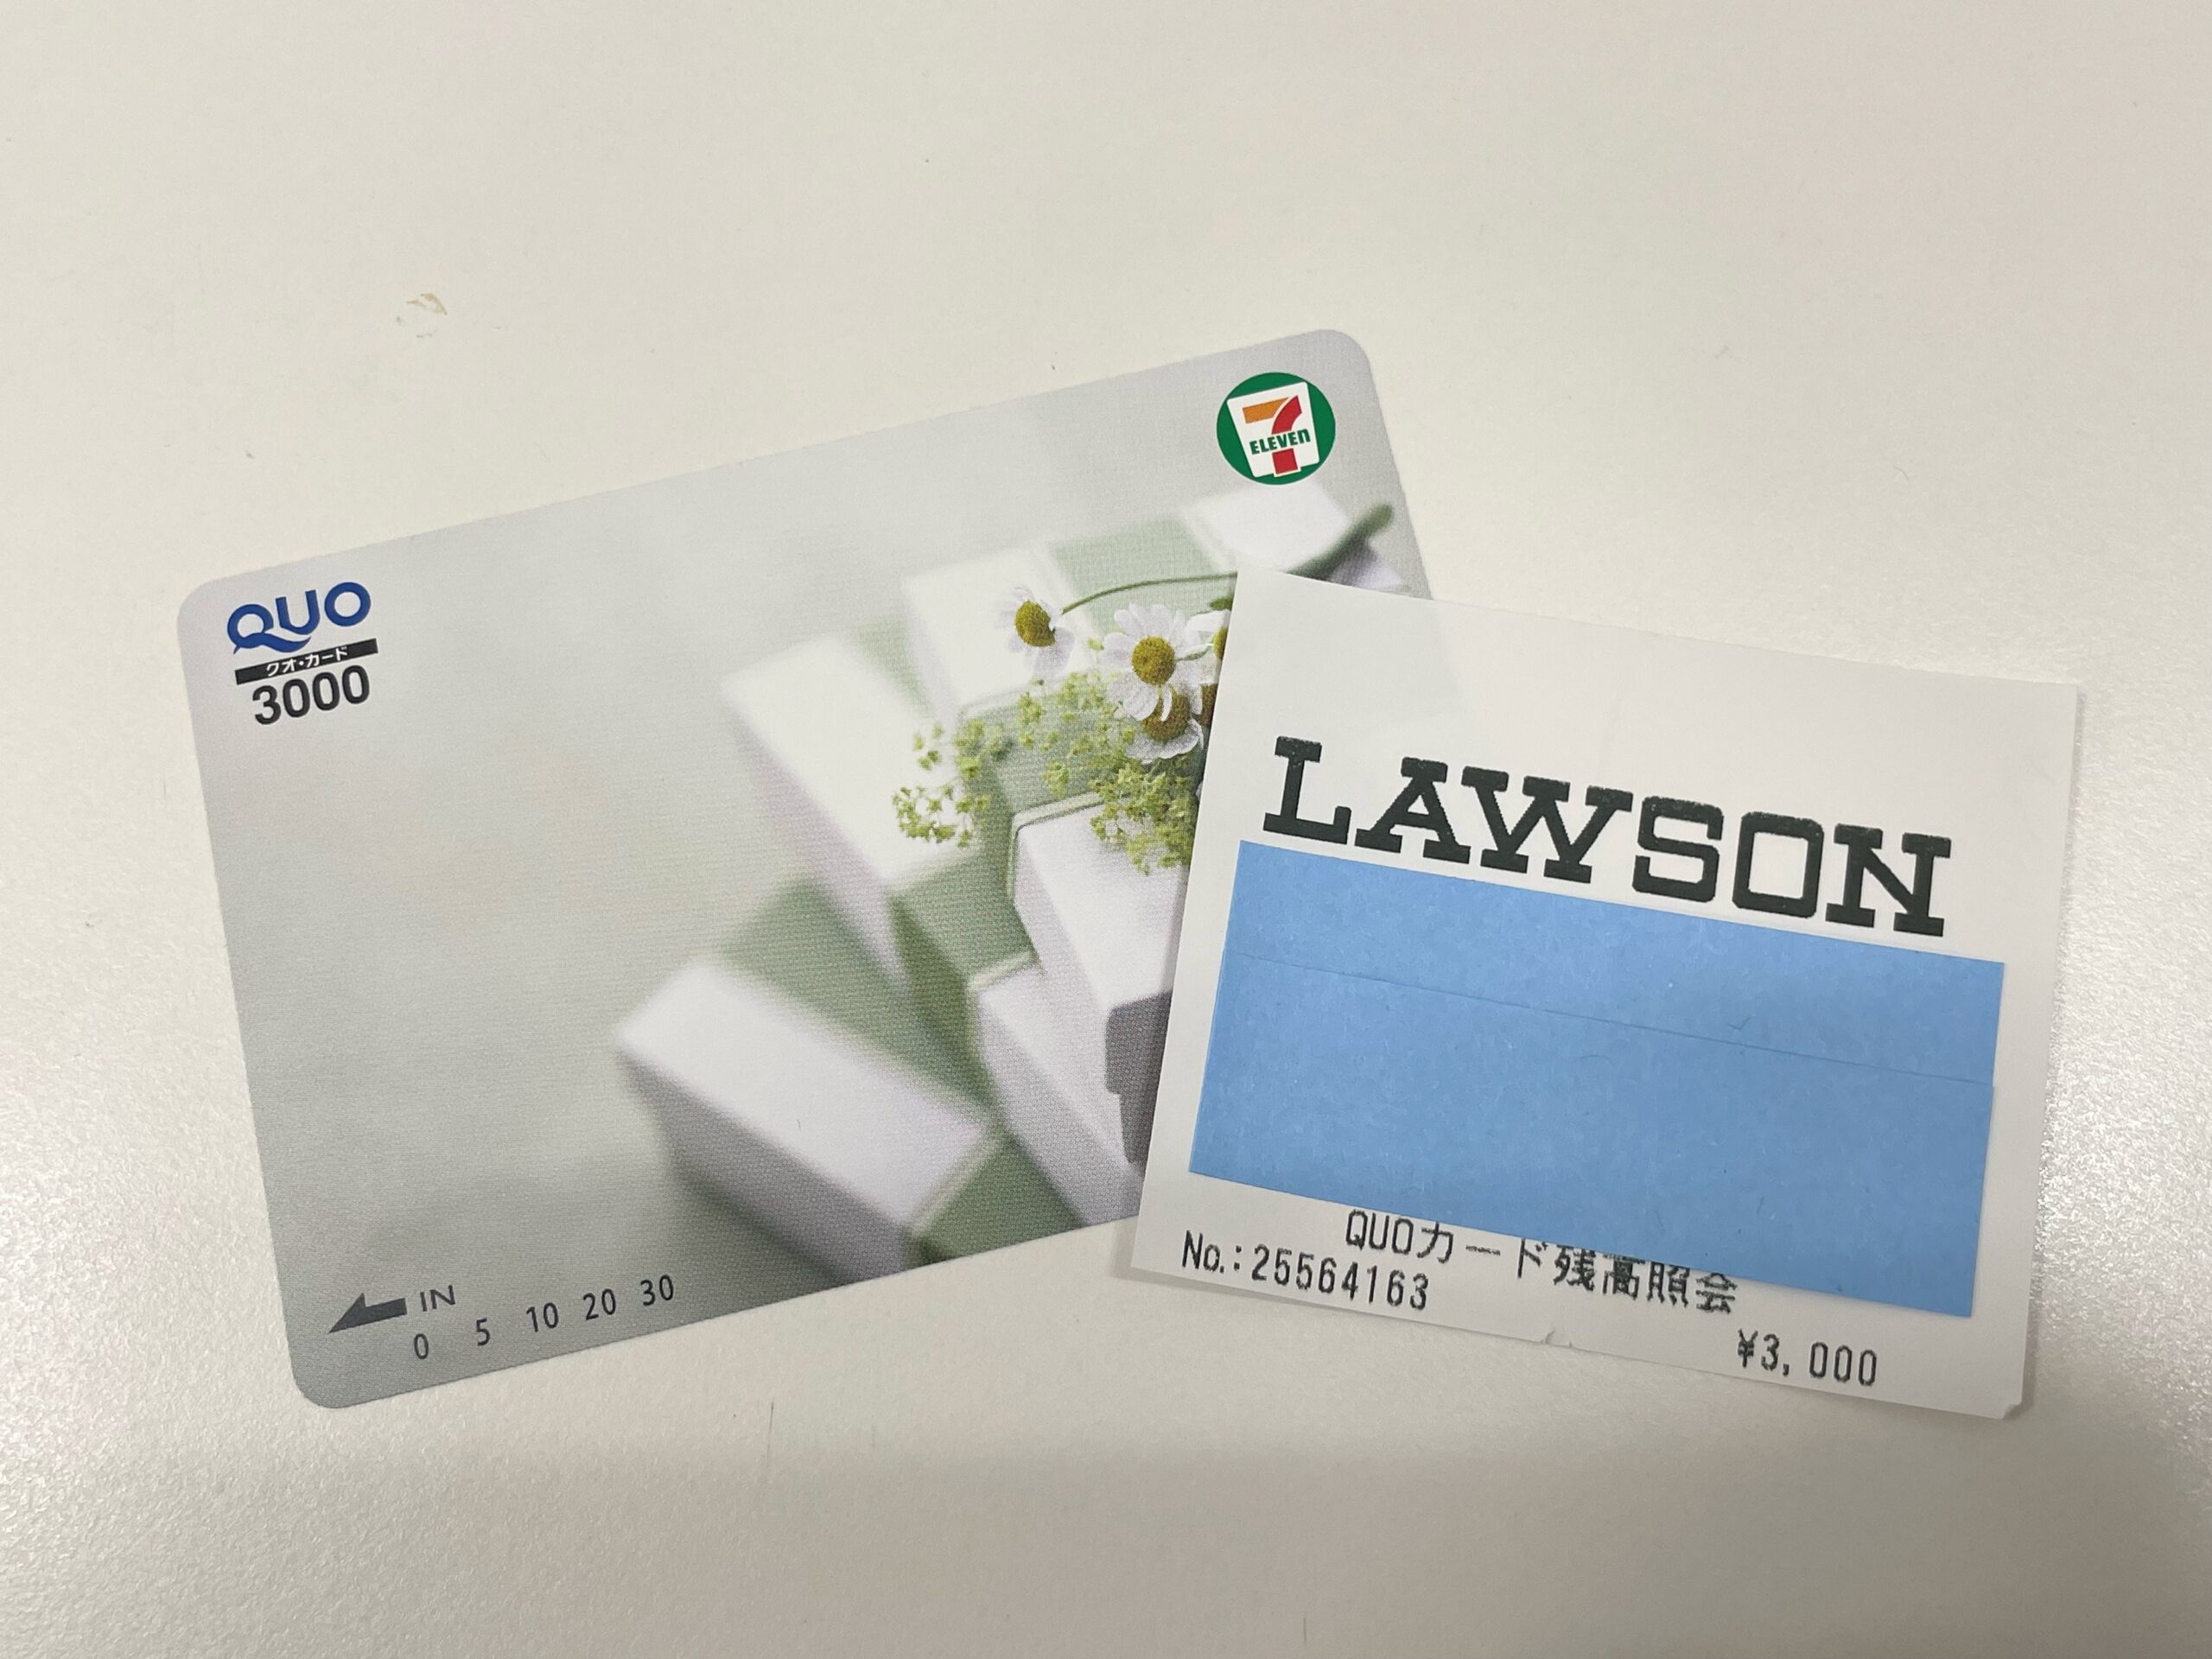 QUO
クオ・カード
3000
7
ELEVEN
IN
0 5 10 20 30
LAWSON
QUOカード残高照会
No.:25564163
¥3,000